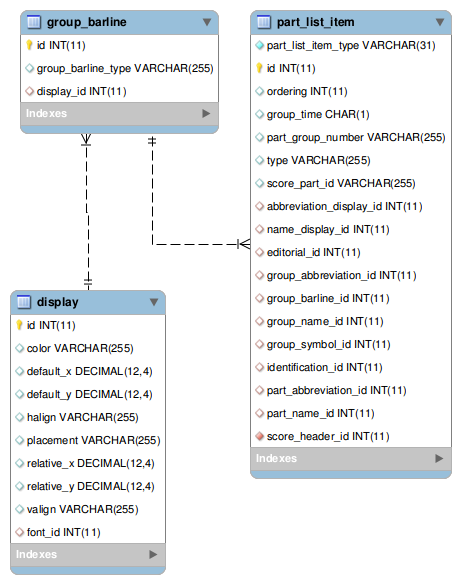 group_barline
id INT(11)
group_barline_type VARCHAR(255)
display_id INT(11)
Indexes
part_list_item
part_list_item_type VARCHAR(31)
id INT(11)
ordering INT(11)
group_time CHAR(1)
part_group_number VARCHAR(255)
type VARCHAR(255)
score_part_id VARCHAR(255)
abbreviation_display_id INT(11)
name_display_id INT(11)
editorial_id INT(11)
group_abbreviation_id INT(11)
group_barline_id INT(11)
group_name_id INT(11)
group_symbol_id INT(11)
identification_id INT(11)
part_abbreviation_id INT(11)
part_name_id INT(11)
score_header_id INT(11)
Indexes
display
id INT(11)
color VARCHAR(255)
default_x DECIMAL(12,4)
default_y DECIMAL(12,4)
halign VARCHAR(255)
placement VARCHAR(255)
relative_x DECIMAL(12,4)
relative_y DECIMAL(12,4)
valign VARCHAR(255)
font_id INT(11)
Indexes